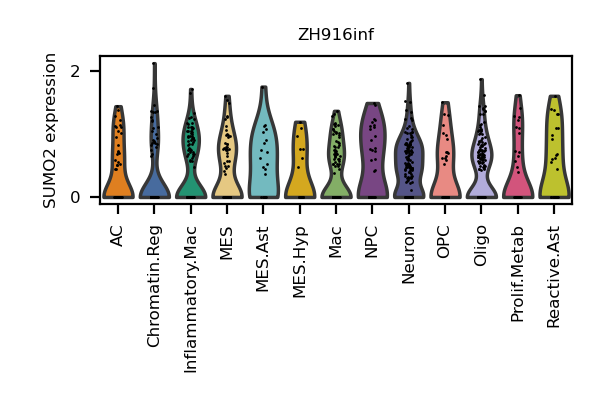 ZH916inf
SUMO2 expression
2
0
AC
Chromatin.Reg
Inflammatory.Mac
MES
MES.Ast
MES.Hyp
Mac
NPC
Neuron
OPC
Oligo
Prolif.Metab
Reactive.Ast